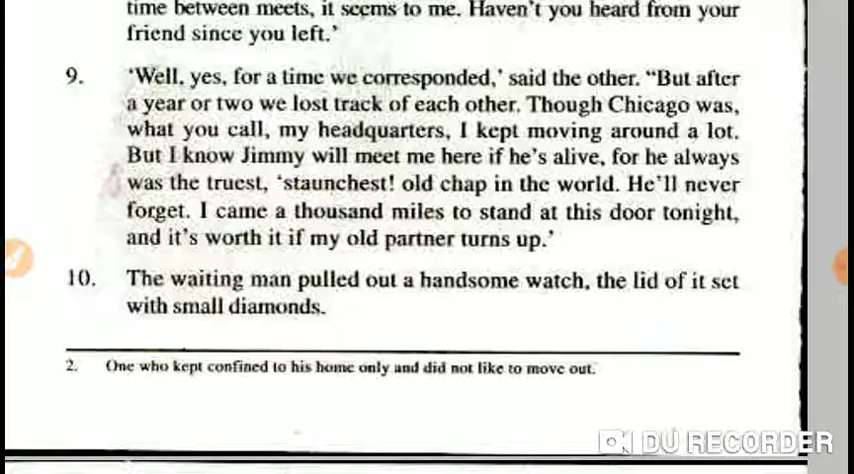 time between meets, it seems to me. Haven't you heard from your
friend since you left.'
9. 'Well, yes, for a time we corresponded,' said the other. "But after
a year or two we lost track of each other. Though Chicago was,
what you call, my headquarters, I kept moving around a lot.
But I know Jimmy will meet me here if he's alive, for he always
was the truest, 'staunchest! old chap in the world. He'll never
forget. I came a thousand miles to stand at this door tonight,
and it's worth it if my old partner turns up.'
10. The waiting man pulled out a handsome watch, the lid of it set
with small diamonds.
2. One who kept confined to his home only and did not like to move out.
DU RECORDER